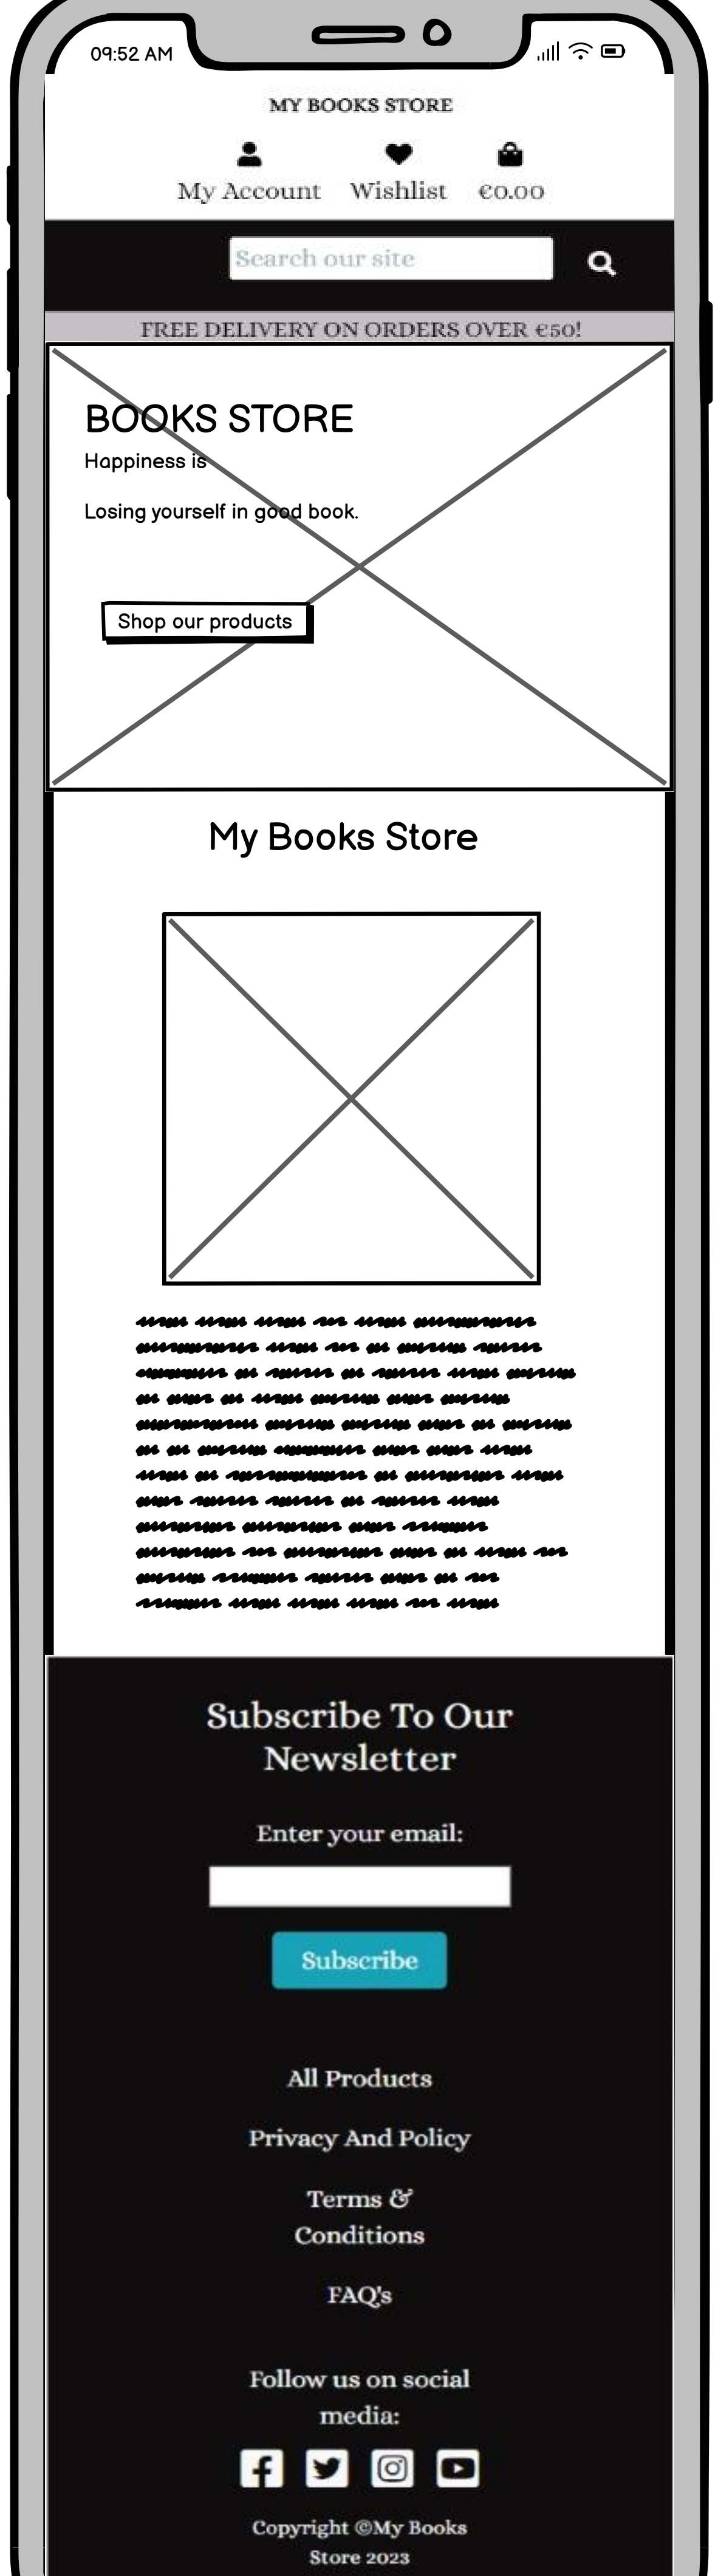 09:52 AM
MY BOOKS STORE
My Account Wishlist €0.00
Search our site
FREE DELIVERY ON ORDERS OVER €50!
BOOKS STORE
Happiness is
Losing yourself in good book.
Shop our products
My Books Store
Subscribe To Our
Newsletter
Enter your email:
Subscribe
All Products
Privacy And Policy
Terms &
Conditions
FAQ's
Follow us on social
media:
Copyright ©My Books
Store 2023